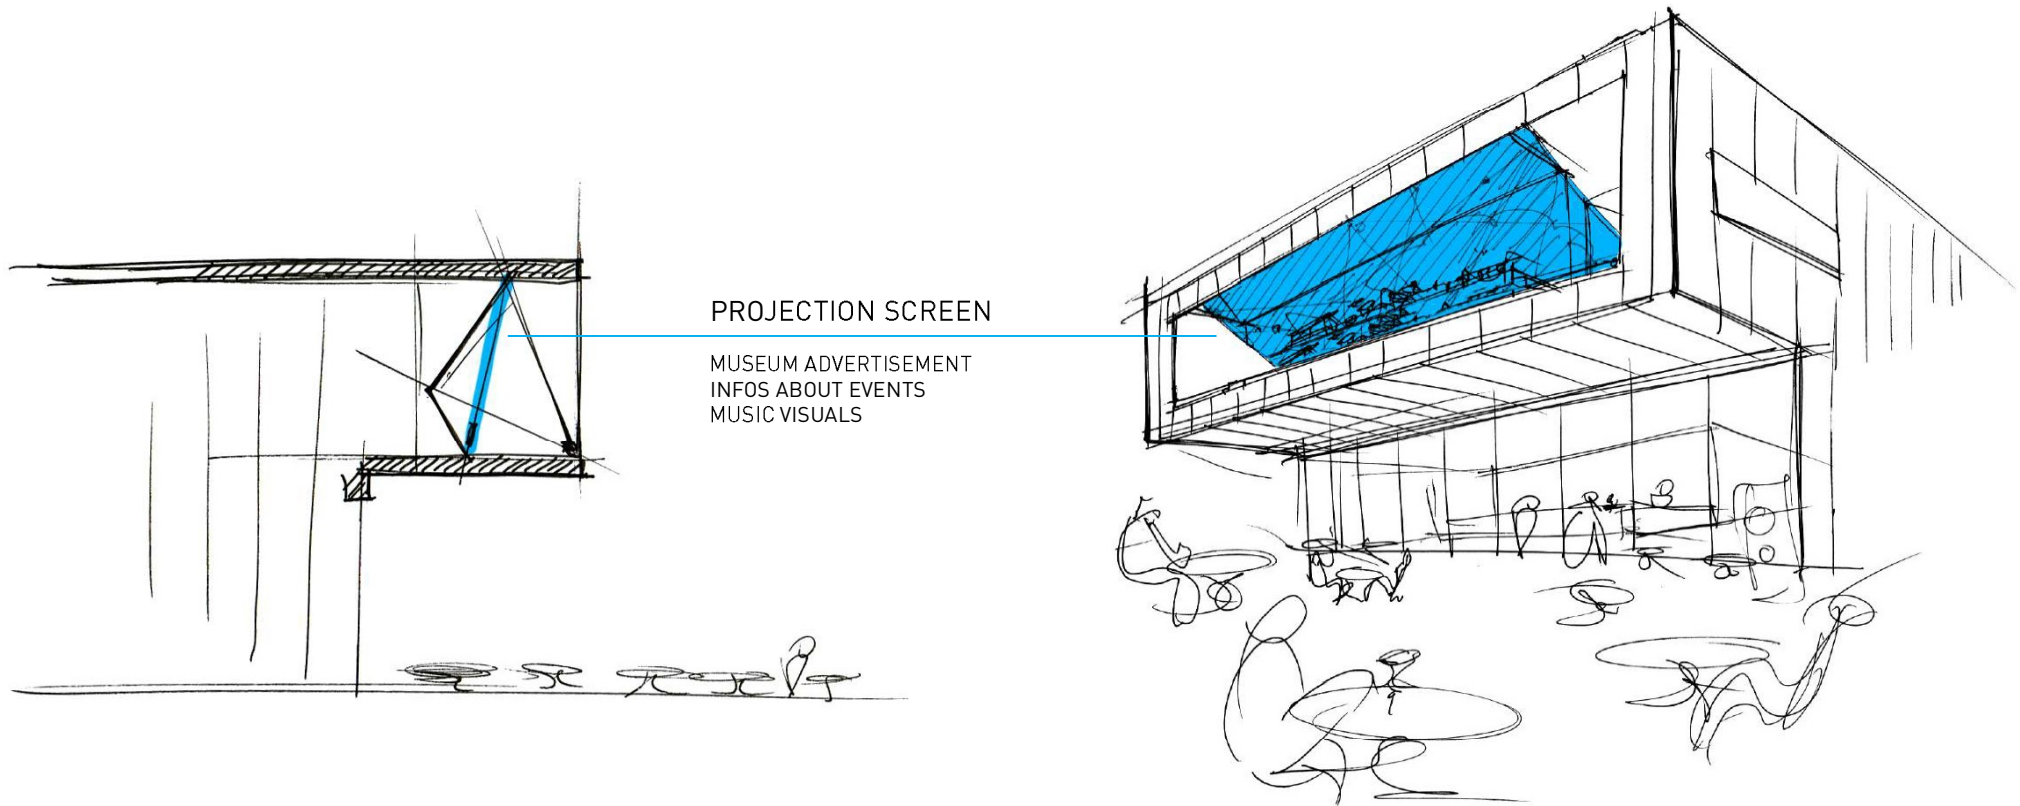 PROJECTION SCREEN
MUSEUM ADVERTISEMENT
INFOS ABOUT EVENTS
MUSIC VISUALS